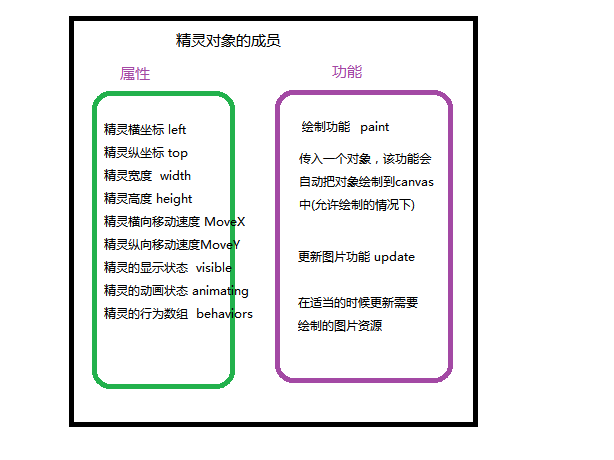 精灵对象的成员
属性
精灵横坐标 left
精灵纵坐标 top
精灵宽度 width
精灵高度 height
精灵横向移动速度 MoveX
精灵纵向移动速度MoveY
精灵的显示状态 visible
精灵的动画状态 animating
精灵的行为数组 behaviors
功能
绘制功能 paint
传入一个对象，该功能会
自动把对象绘制到canvas
中(允许绘制的情况下)
更新图片功能 update
在适当的时候更新需要
绘制的图片资源